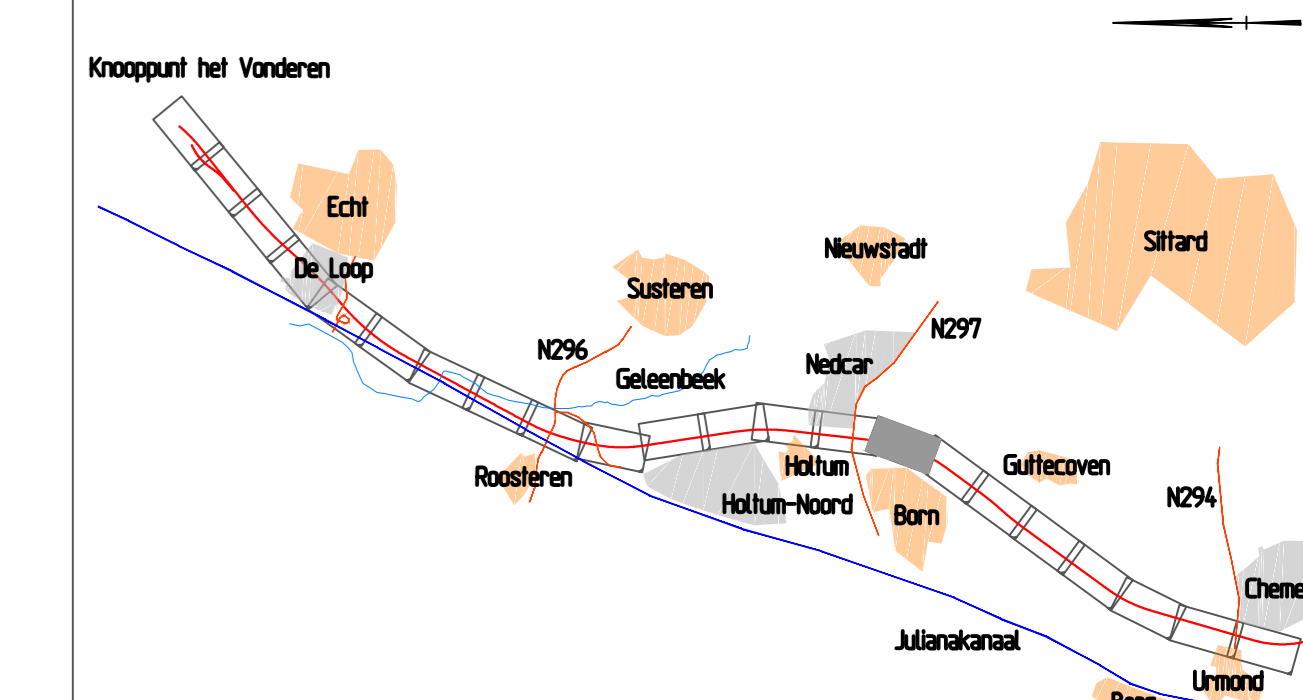 Knooppunt het Vonderen
Echt
Sittard
Nieuwstadt
De Loop
Susteren
N297
N296
Nedcar
Geleenbeek
Holtum
Guttecoven
Roosteren
N294
Holtum-Noord
Born
Julianakanaal
Urmond